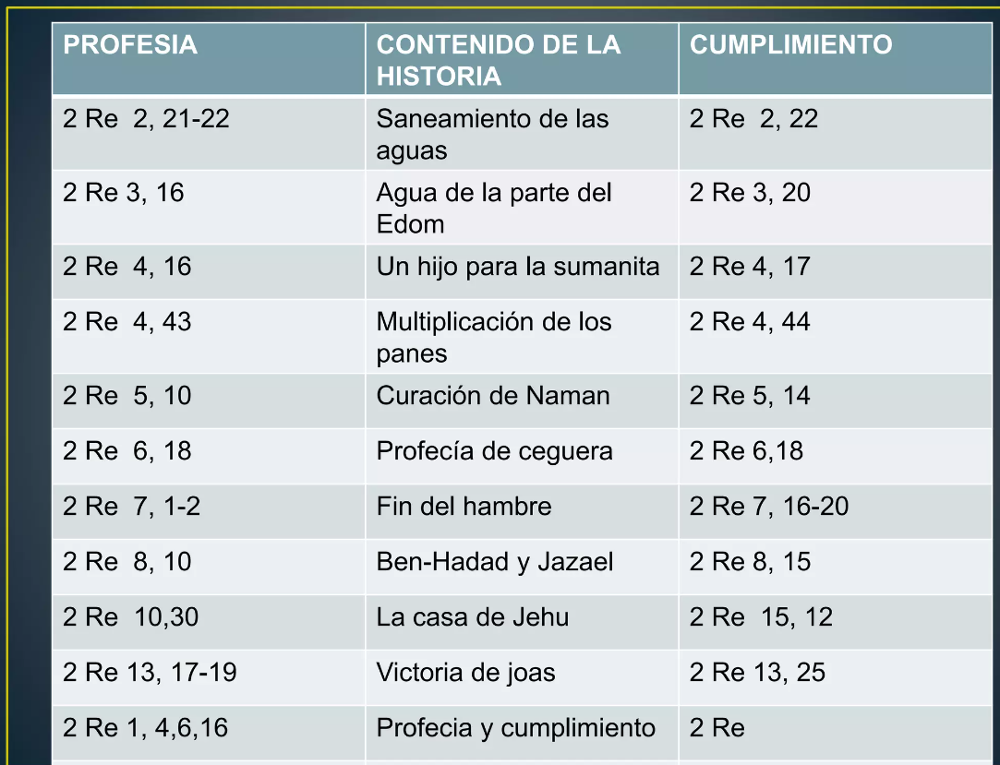 PROFESIA
CONTENIDO DE LA
HISTORIA
CUMPLIMIENTO
2 Re  2, 21-22
Saneamiento de las
aguas
2 Re  2, 22
2 Re 3, 16
Agua de la parte del
Edom
2 Re 3, 20
2 Re  4, 16
Un hijo para la sumanita
2 Re 4, 17
2 Re  4, 43
Multiplicación de los
panes
2 Re 4, 44
2 Re  5, 10
Curación de Naman
2 Re 5, 14
2 Re  6, 18
Profecía de ceguera
2 Re 6,18
2 Re  7, 1-2
Fin del hambre
2 Re 7, 16-20
2 Re  8, 10
Ben-Hadad y Jazael
2 Re 8, 15
2 Re  10,30
La casa de Jehu
2 Re  15, 12
2 Re 13, 17-19
Victoria de joas
2 Re 13, 25
2 Re 1, 4,6,16
Profecia y cumplimiento
2 Re